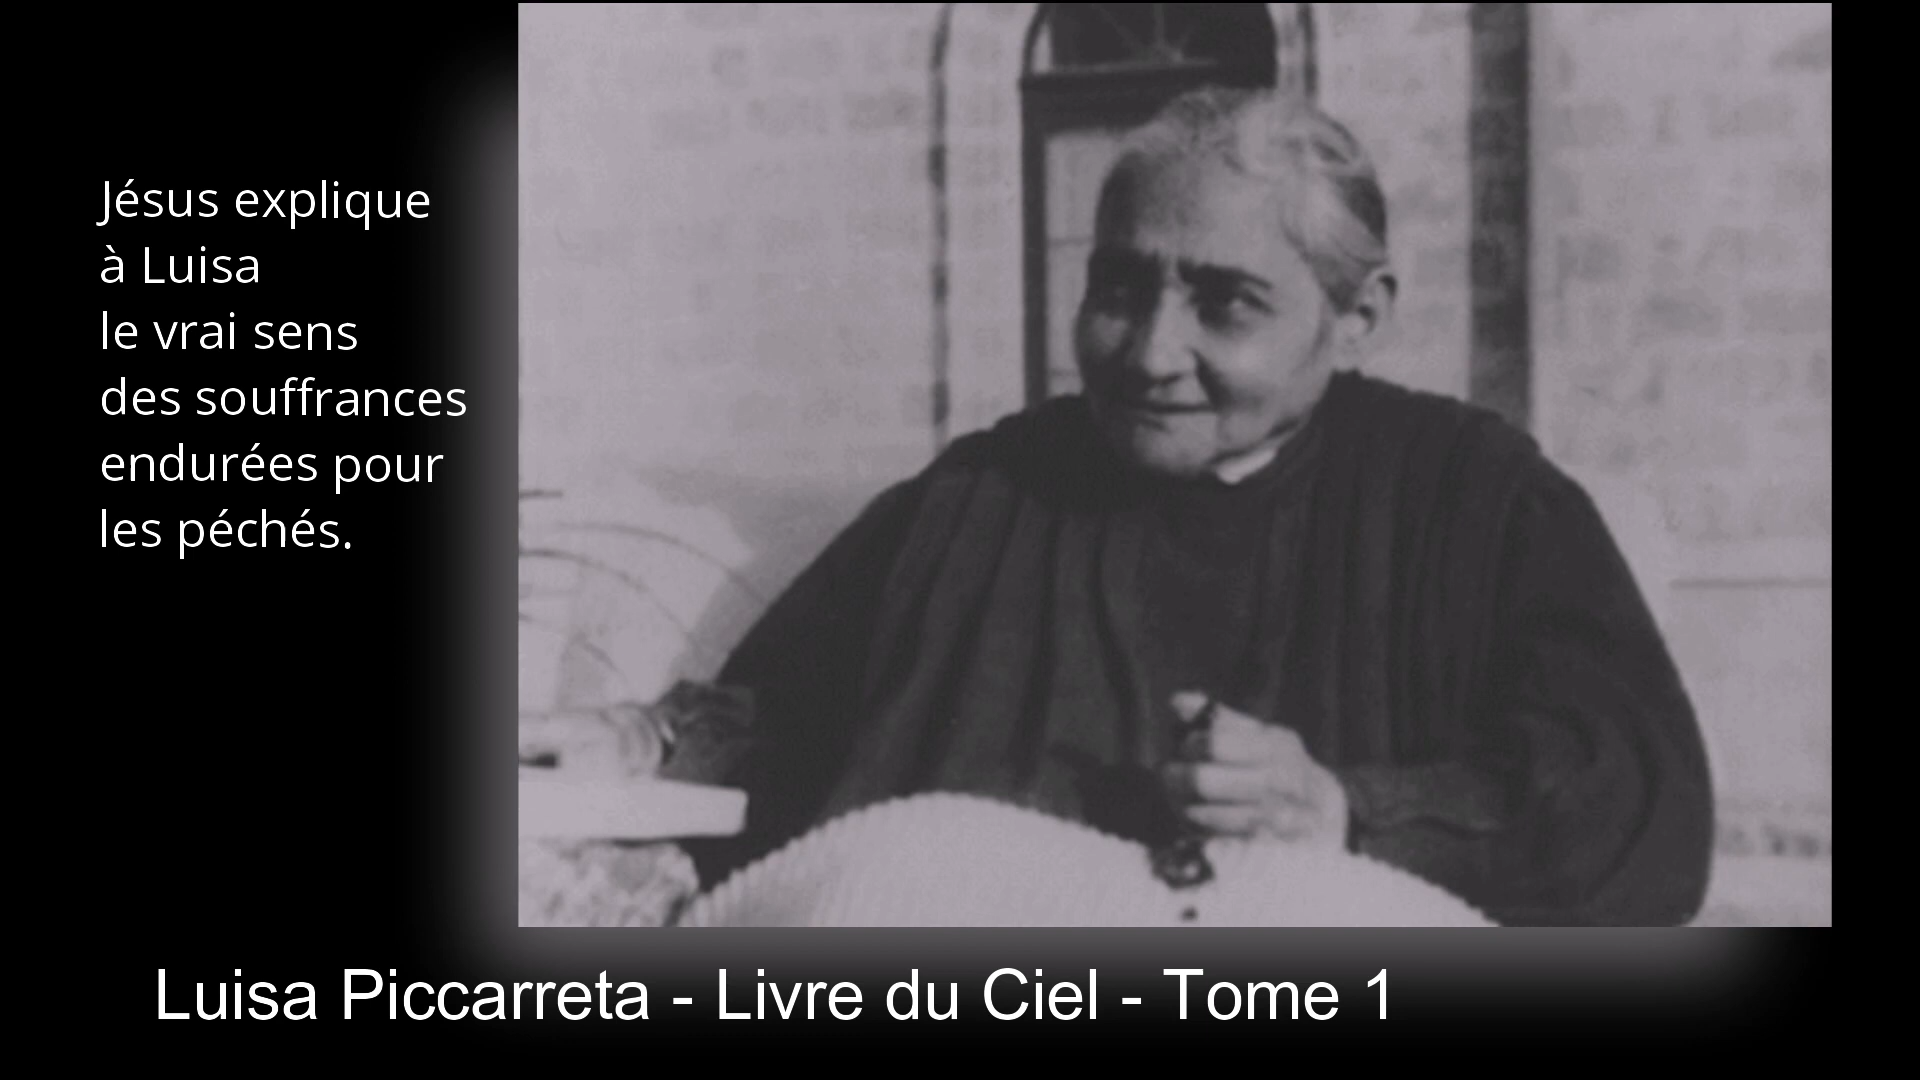 Jésus explique
à Luisa
le vrai sens
des souffrances
endurées pour
les péchés.
Luisa Piccarreta - Livre du Ciel - Tome 1